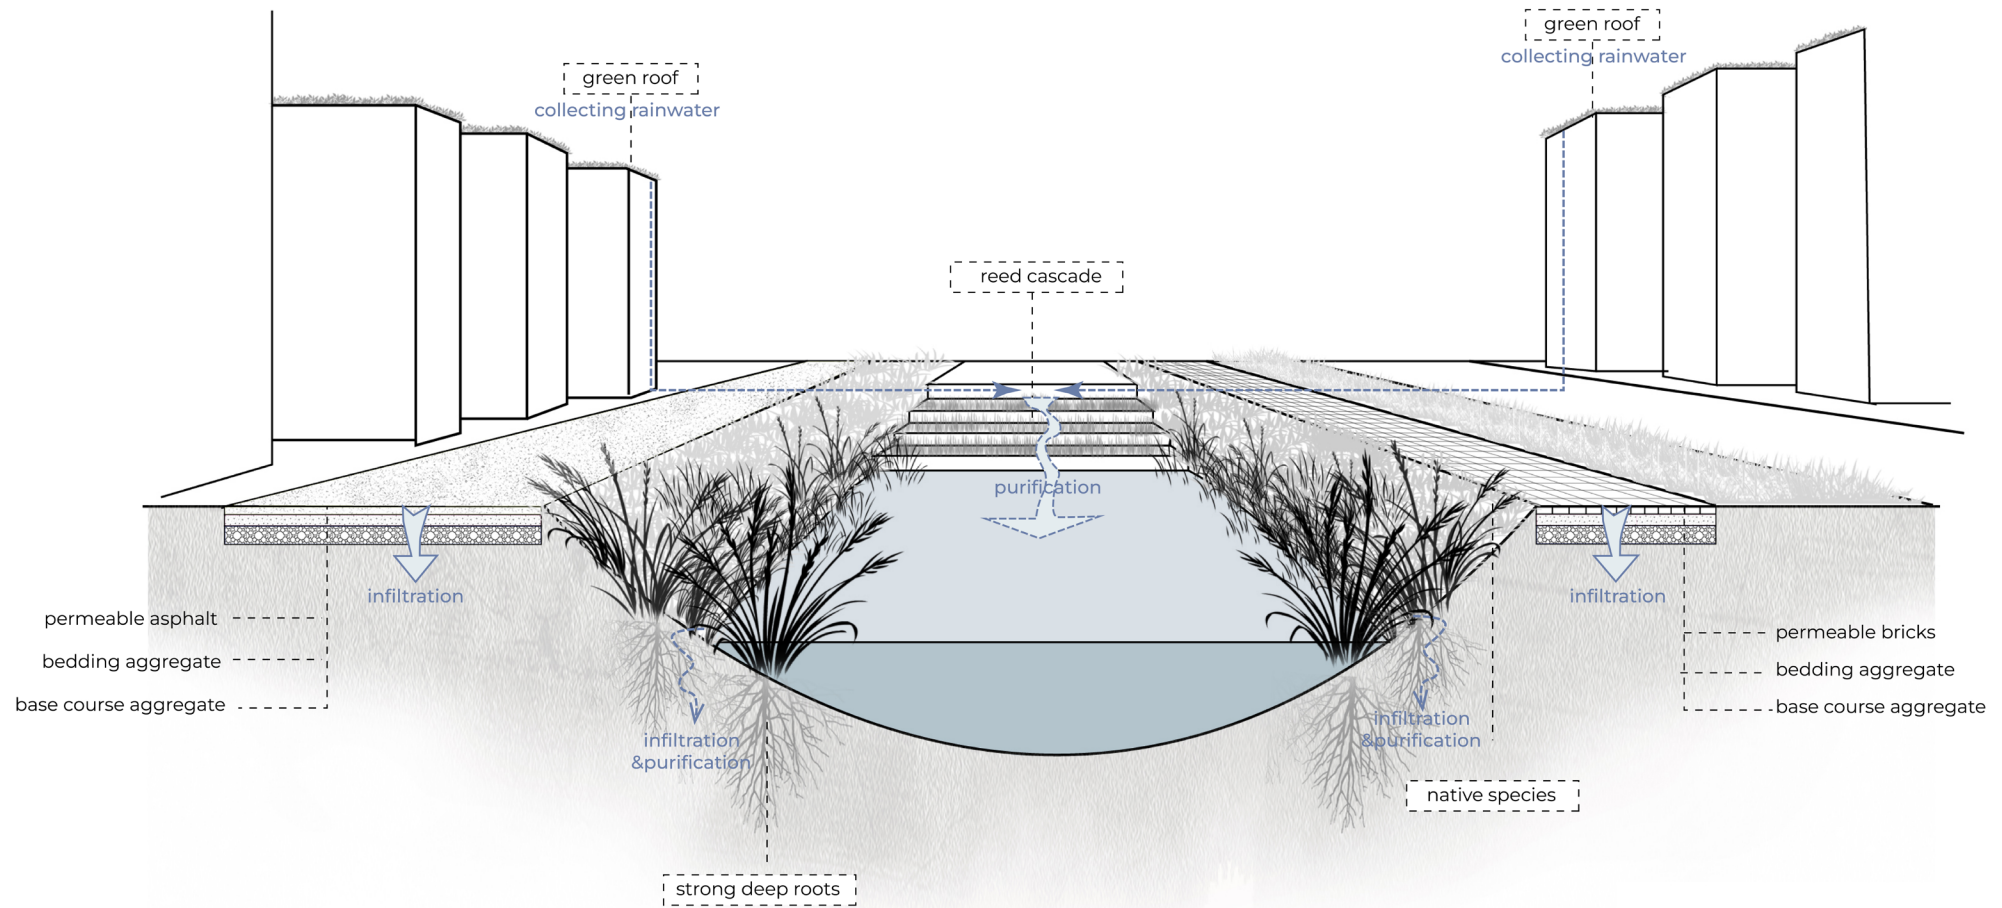 green roof
collecting rainwater
green roof
collecting rainwater
reed cascade
purification
infiltration
infiltration
permeable asphalt
bedding aggregate
base course aggregate
permeable bricks
bedding aggregate
base course aggregate
infiltration
&purification
infiltration
&purification
native species
strong deep roots